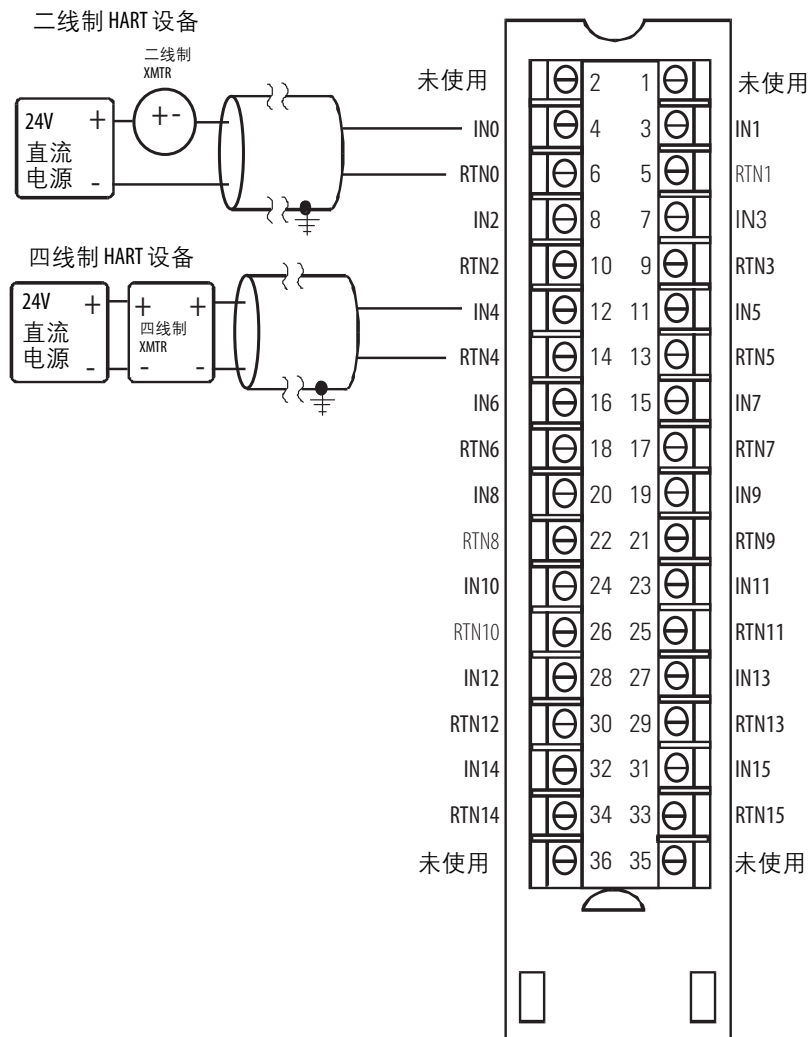 二线制 HART 设备
二线制
XMTR
24V + + -
直流
电源 -
四线制 HART 设备
24V + + +
直流 四线制
电源 XMTR
- - -
未使用 2 1 未使用
IN0 4 3 IN1
RTN0 6 5 RTN1
IN2 8 7 IN3
RTN2 10 9 RTN3
IN4 12 11 IN5
RTN4 14 13 RTN5
IN6 16 15 IN7
RTN6 18 17 RTN7
IN8 20 19 IN9
RTN8 22 21 RTN9
IN10 24 23 IN11
RTN10 26 25 RTN11
IN12 28 27 IN13
RTN12 30 29 RTN13
IN14 32 31 IN15
RTN14 34 33 RTN15
未使用 36 35 未使用